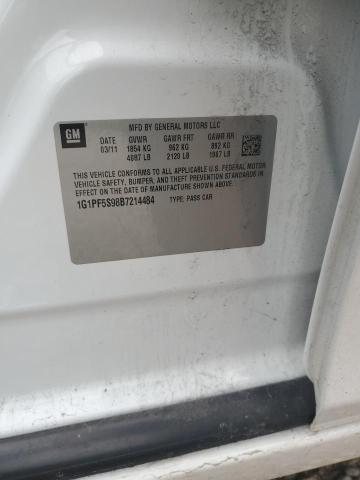 MFD BY GENERAL MOTORS LLC
GM
DATE GVWR GAWR FRT GAWR RR
03/11 1854 KG 962 KG 892 KG
4087 LB 2120 LB 1967 LB
THIS VEHICLE CONFORMS TO ALL APPLICABLE U.S. FEDERAL MOTOR
VEHICLE SAFETY, BUMPER, AND THEFT PREVENTION STANDARDS IN
EFFECT ON THE DATE OF MANUFACTURE SHOWN ABOVE.
1G1PF5S98B7214484 TYPE: PASS CAR